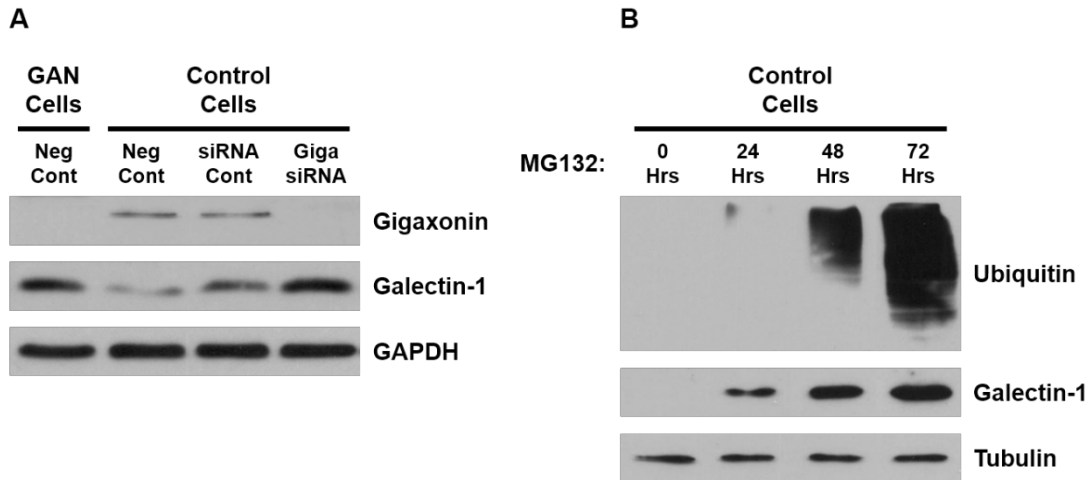 A
GAN
Cells
Control
Cells
Neg
Cont
Neg
Cont
siRNA
Cont
Giga
siRNA
Gigaxonin
Galectin-1
GAPDH
B
Control
Cells
MG132:
0
Hrs
24
Hrs
48
Hrs
72
Hrs
Ubiquitin
Galectin-1
Tubulin